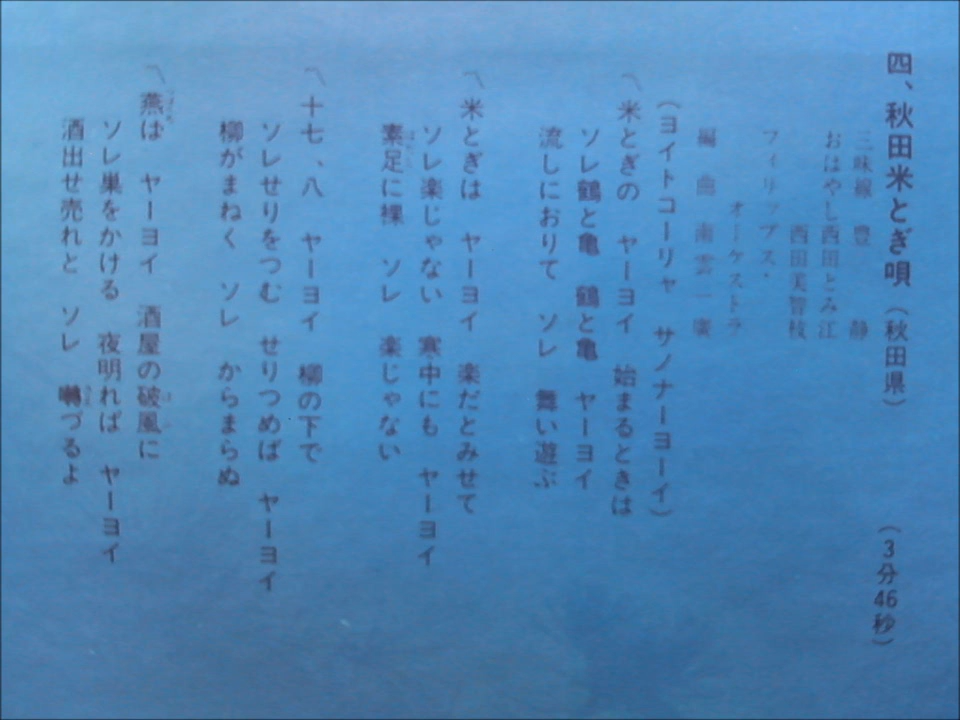 四、秋田米とぎ唄（秋田県）　（3分46秒）
三味線　豊　静
おはやし　西田とみ江
西田美智枝
フィリップス・
オーケストラ
編曲　南雲一廣
（ヨイトコーリャ　サノナーヨーイ）
〽米とぎの　ヤーヨイ　始まるときは
ソレ鶴と亀　鶴と亀　ヤーヨイ
流しにおりて　ソレ　舞い遊ぶ
〽米とぎは　ヤーヨイ　楽だとみせて
ソレ楽じゃない　寒中にも　ヤーヨイ
素足に裸　ソレ　楽じゃない
〽十七、八　ヤーヨイ　柳の下で
ソレせりをつむ　せりつめば　ヤーヨイ
柳がまねく　ソレ　からまらぬ
〽燕は　ヤーヨイ　酒屋の破風に
ソレ巣をかける　夜明れば　ヤーヨイ
酒出せ売れと　ソレ　囀づるよ